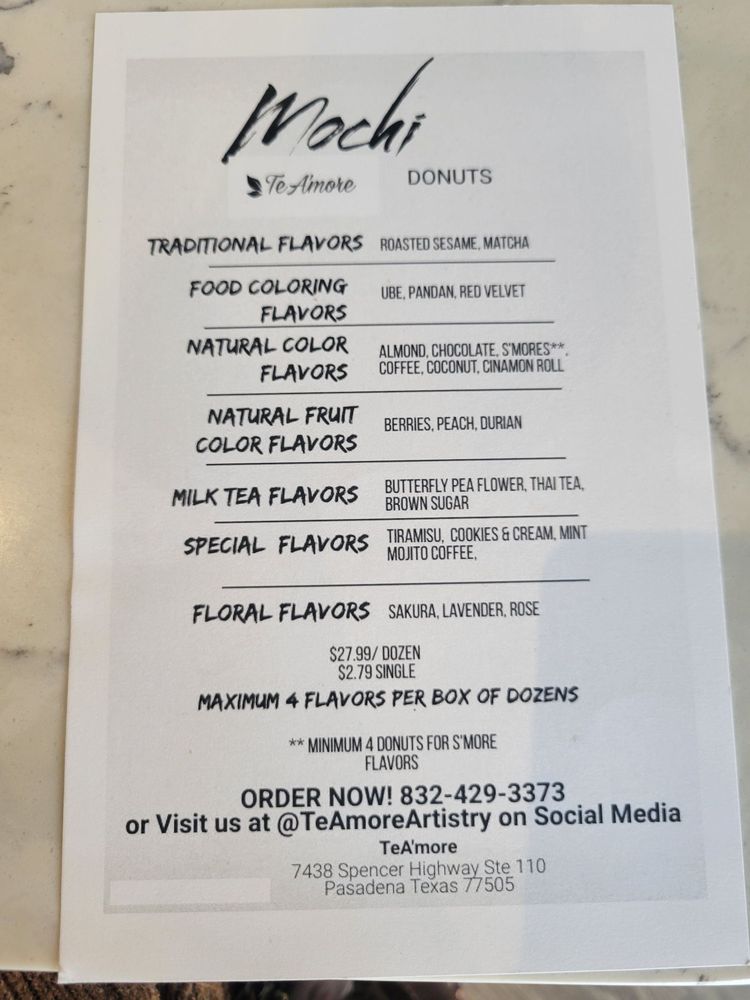 Mochi
Te A'more
DONUTS
TRADITIONAL FLAVORS ROASTED SESAME, MATCHA
FOOD COLORING UBE, PANDAN, RED VELVET
FLAVORS
NATURAL COLOR ALMOND, CHOCOLATE, S'MORES**,
FLAVORS COFFEE, COCONUT, CINAMON ROLL
NATURAL FRUIT BERRIES, PEACH, DURIAN
COLOR FLAVORS
MILK TEA FLAVORS BUTTERFLY PEA FLOWER, THAI TEA,
BROWN SUGAR
SPECIAL FLAVORS TIRAMISU, COOKIES & CREAM, MINT
MOJITO COFFEE,
FLORAL FLAVORS SAKURA, LAVENDER, ROSE
$27.99/ DOZEN
$2.79 SINGLE
MAXIMUM 4 FLAVORS PER BOX OF DOZENS
** MINIMUM 4 DONUTS FOR S'MORE
FLAVORS
ORDER NOW! 832-429-3373
or Visit us at @TeAmoreArtistry on Social Media
TeA'more
7438 Spencer Highway Ste 110
Pasadena Texas 77505